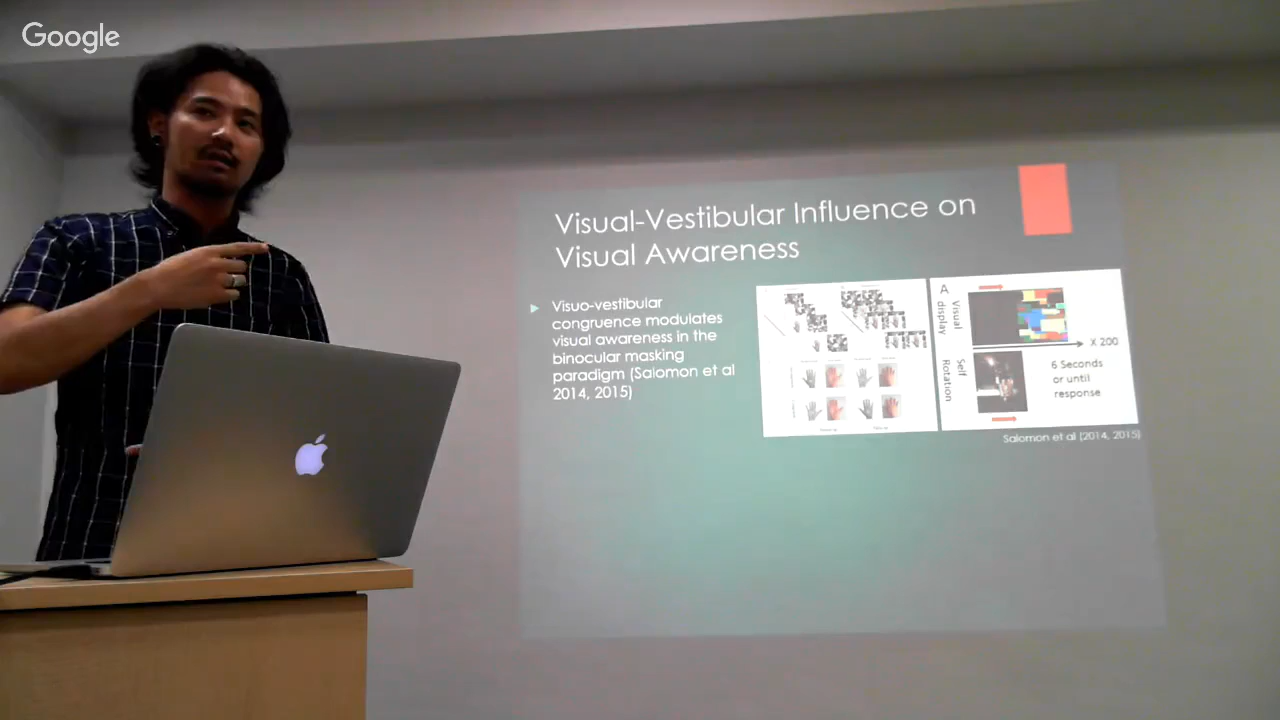 Google
Visual-Vestibular Influence on
Visual Awareness
Visuo-vestibular
congruence modulates
visual awareness in the
binocular masking
paradigm (Salomon et al
2014, 2015)
A
Visual
display
X 200
Self
Rotation
6 Seconds
or until
response
Salomon et al (2014, 2015)